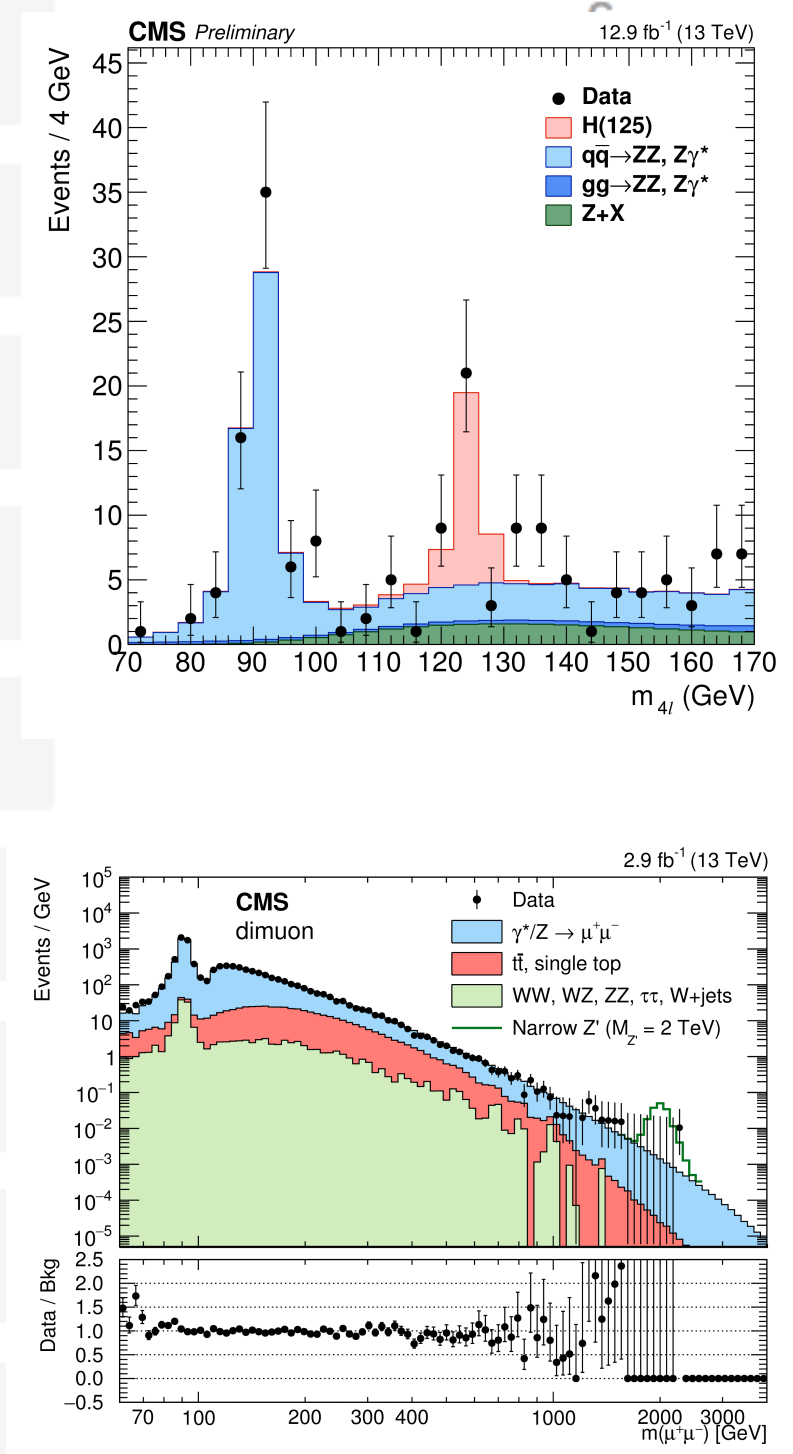 CMS Preliminary 12.9 fb⁻¹ (13 TeV)
Events / 4 GeV
45
40
35
30
25
20
15
10
5
0
Data
H(125)
qq̅→ZZ, Zγ*
gg→ZZ, Zγ*
Z+X
70 80 90 100 110 120 130 140 150 160 170
m₄ₗ (GeV)
2.9 fb⁻¹ (13 TeV)
Events / GeV
10⁵
10⁴
10³
10²
10
1
10⁻¹
10⁻²
10⁻³
10⁻⁴
10⁻⁵
CMS
dimuon
Data
γ*/Z → μ⁺μ⁻
tt̅, single top
WW, WZ, ZZ, ττ, W+jets
Narrow Z' (M_Z' = 2 TeV)
Data / Bkg
2.5
2.0
1.5
1.0
0.5
0.0
−0.5
70 100 200 300 400 1000 2000 3000
m(μ⁺μ⁻) [GeV]